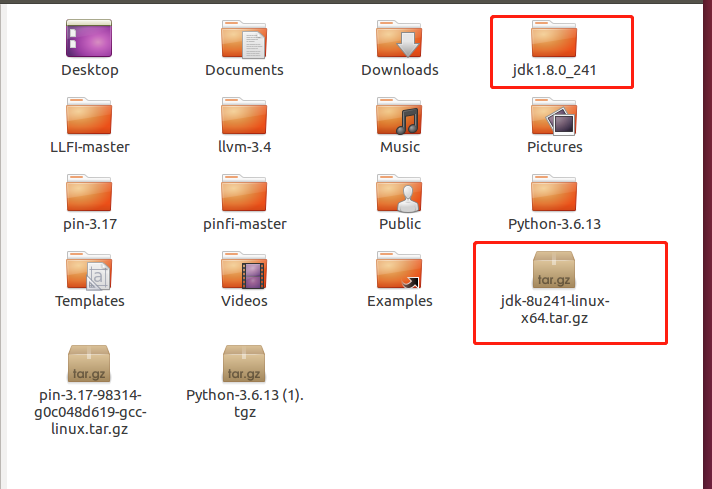 Desktop
Documents
Downloads
jdk1.8.0_241
LLFI-master
llvm-3.4
Music
Pictures
pin-3.17
pinfi-master
Public
Python-3.6.13
Templates
Videos
Examples
tar.gz
jdk-8u241-linux-
x64.tar.gz
tar.gz
pin-3.17-98314-
g0c048d619-gcc-
linux.tar.gz
tar.gz
Python-3.6.13 (1).
tgz